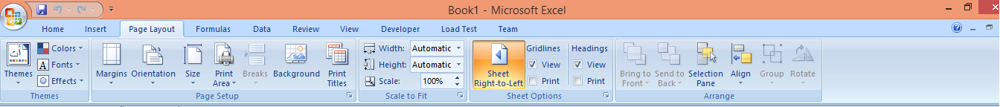 Book1 - Microsoft Excel
Home Insert Page Layout Formulas Data Review View Developer Load Test Team
Themes
Colors
Fonts
Effects
Themes
Margins
Orientation
Size
Print
Area
Breaks
Background
Print
Titles
Page Setup
Width: Automatic
Height: Automatic
Scale: 100%
Scale to Fit
Sheet
Right-to-Left
Gridlines
View
Print
Headings
View
Print
Sheet Options
Bring to
Front
Send to
Back
Selection
Pane
Align
Group
Rotate
Arrange